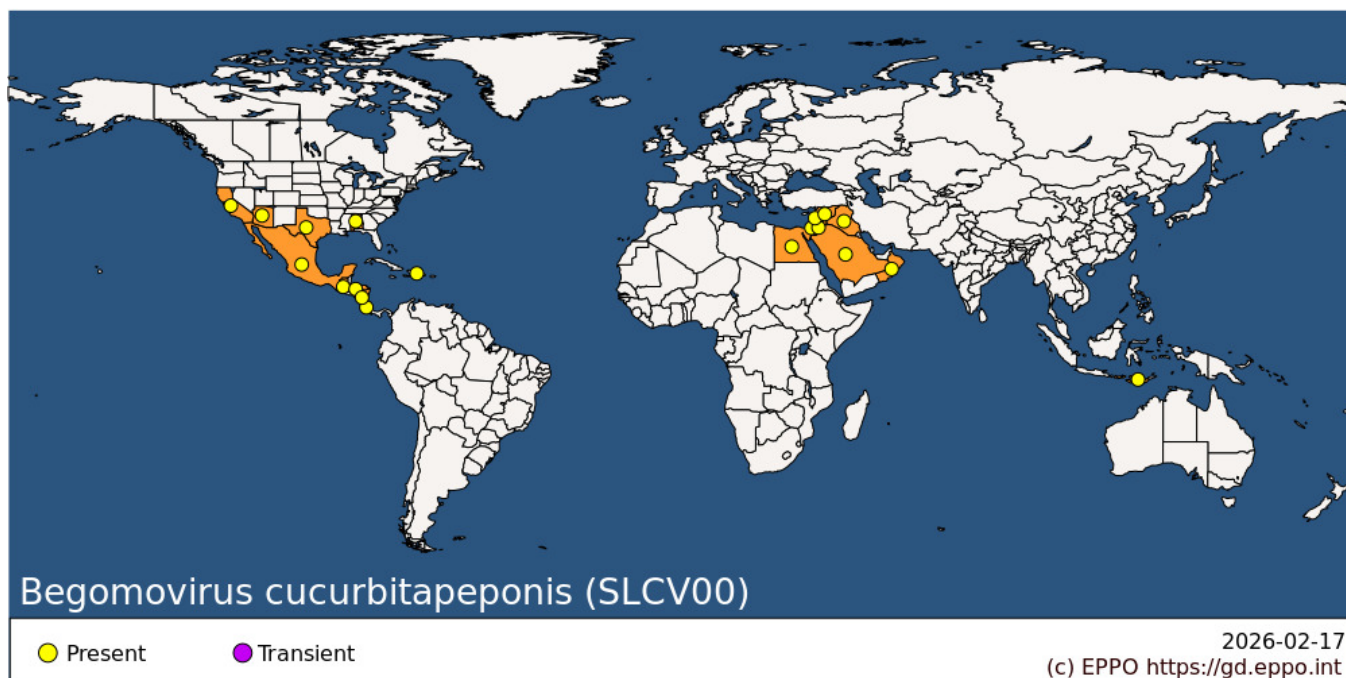 Begomovirus cucurbitapeponis (SLCV00)
Present
Transient
2026-02-17
(c) EPPO https://gd.eppo.int